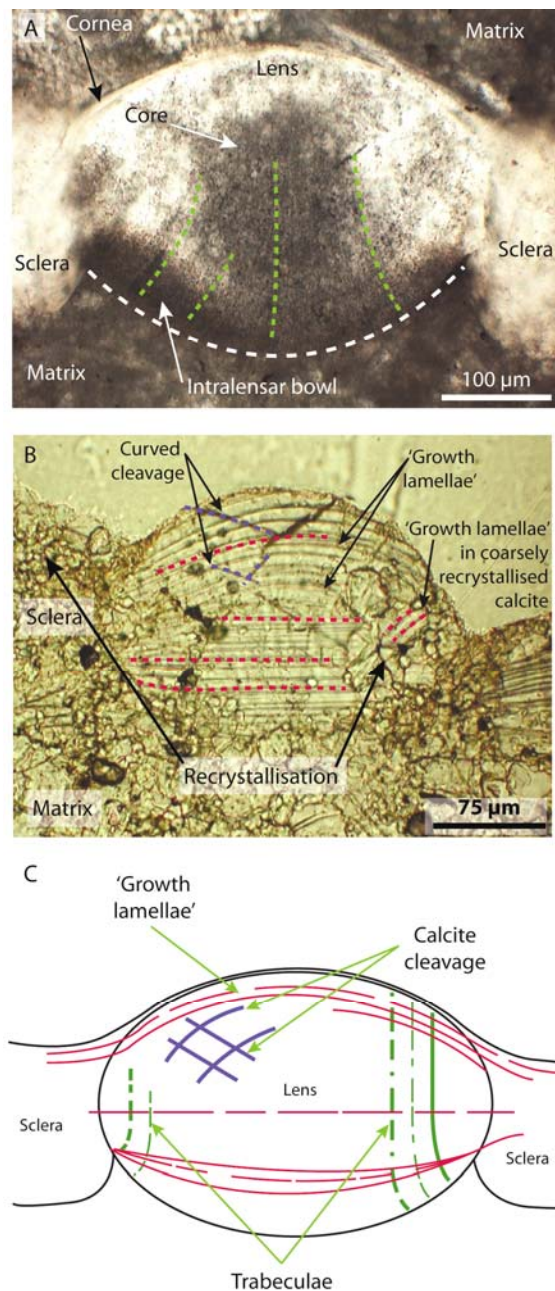 A
Cornea
Matrix
Lens
Core
Sclera
Sclera
Matrix
Intralensar bowl
100 µm
B
Curved
cleavage
'Growth
lamellae'
'Growth lamellae'
in coarsely
recrystallised
calcite
Sclera
Recrystallisation
Matrix
75 µm
C
'Growth
lamellae'
Calcite
cleavage
Lens
Sclera
Sclera
Trabeculae